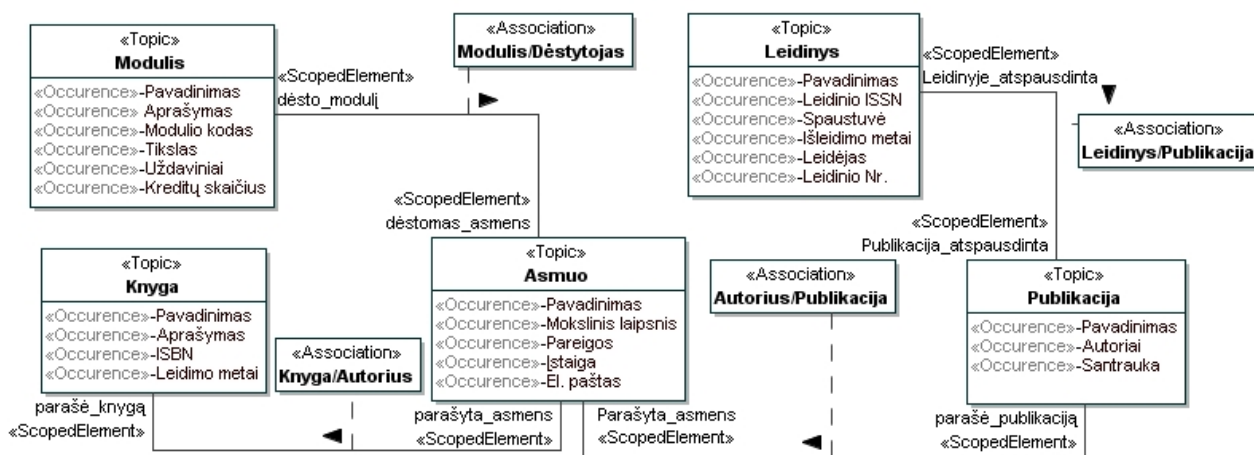 «Topic»
Modulis
«Occurence»-Pavadinimas
«Occurence» Aprašymas
«Occurence»-Modulio kodas
«Occurence»-Tikslas
«Occurence»-Uždaviniai
«Occurence»-Kreditų skaičius
«ScopedElement»
dėsto_modulį
«Association»
Modulis/Dėstytojas
«Topic»
Leidinys
«Occurence»-Pavadinimas
«Occurence»-Leidinio ISSN
«Occurence»-Spaustuvė
«Occurence»-Išleidimo metai
«Occurence»-Leidėjas
«Occurence»-Leidinio Nr.
«ScopedElement»
Leidinyje_atspausdinta
«Association»
Leidinys/Publikacija
«ScopedElement»
dėstomas_asmens
«ScopedElement»
Publikacija_atspausdinta
«Topic»
Knyga
«Occurence»-Pavadinimas
«Occurence»-Aprašymas
«Occurence»-ISBN
«Occurence»-Leidimo metai
«Association»
Knyga/Autorius
«Topic»
Asmuo
«Occurence»-Pavadinimas
«Occurence»-Mokslinis laipsnis
«Occurence»-Pareigos
«Occurence»-Įstaiga
«Occurence»-El. paštas
«Association»
Autorius/Publikacija
«Topic»
Publikacija
«Occurence»-Pavadinimas
«Occurence»-Autoriai
«Occurence»-Santrauka
parašė_knygą
«ScopedElement»
parašyta_asmens
«ScopedElement»
Parašyta_asmens
«ScopedElement»
parašė_publikaciją
«ScopedElement»